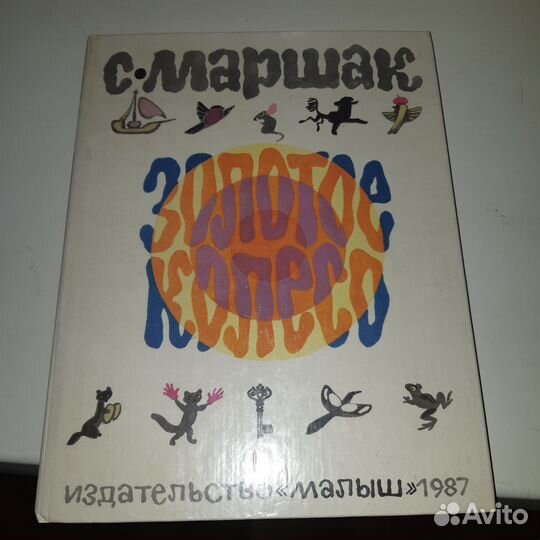 С. МАРШАК
ЗОЛОТОЕ
КОЛЕСО
ИЗДАТЕЛЬСТВО «МАЛЫШ» 1987
Avito